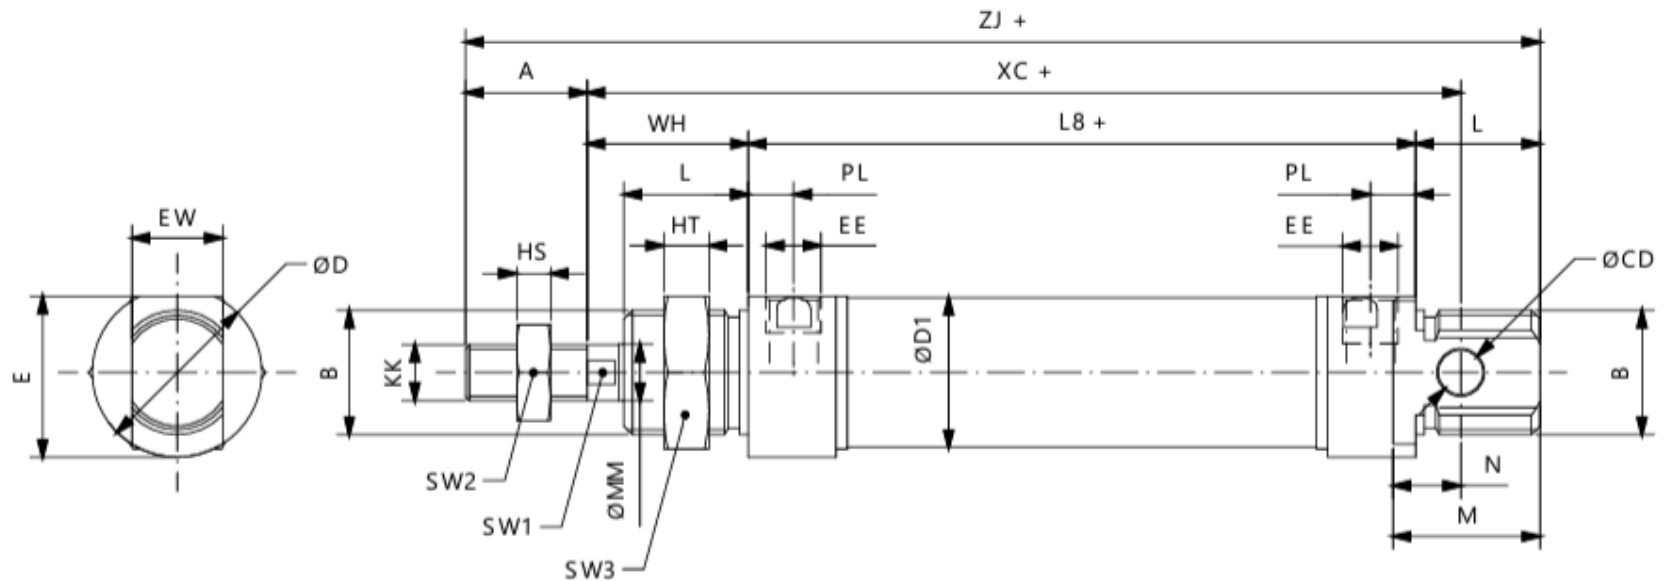 ZJ +
A
XC +
WH
L8 +
L
L
PL
PL
EW
HT
EE
EE
HS
ØD
ØCD
E
B
KK
ØD1
B
SW2
ØMM
N
SW1
M
SW3